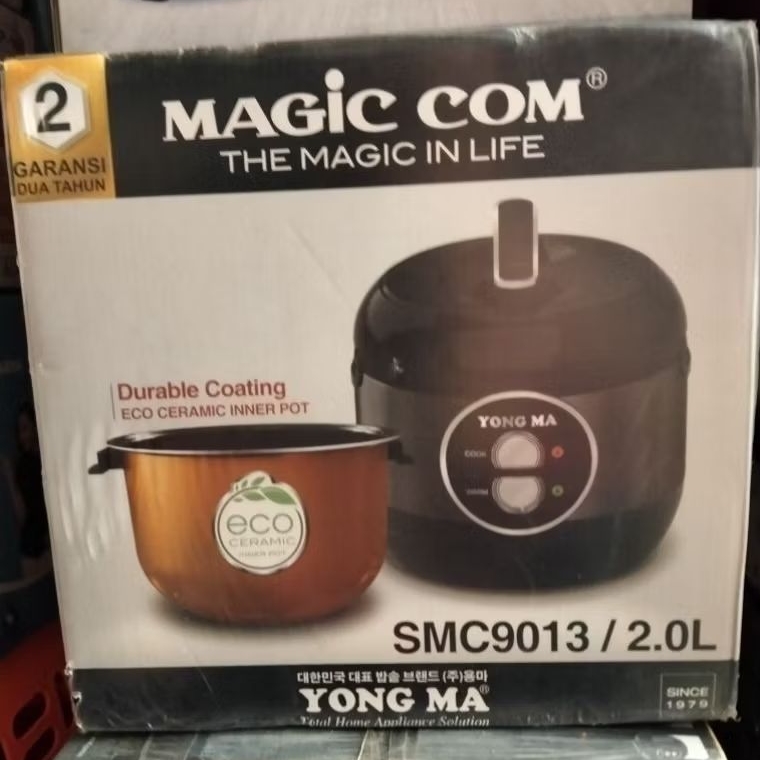 2
GARANSI
DUA TAHUN
MAGiC COM®
THE MAGIC IN LIFE
Durable Coating
ECO CERAMIC INNER POT
YONG MA
COOK
WARM
eco
CERAMIC
INNER POT
SMC9013 / 2.0L
대한민국 대표 밥솥 브랜드 (주)용마
YONG MA®
Total Home Appliance Solution
SINCE
1979